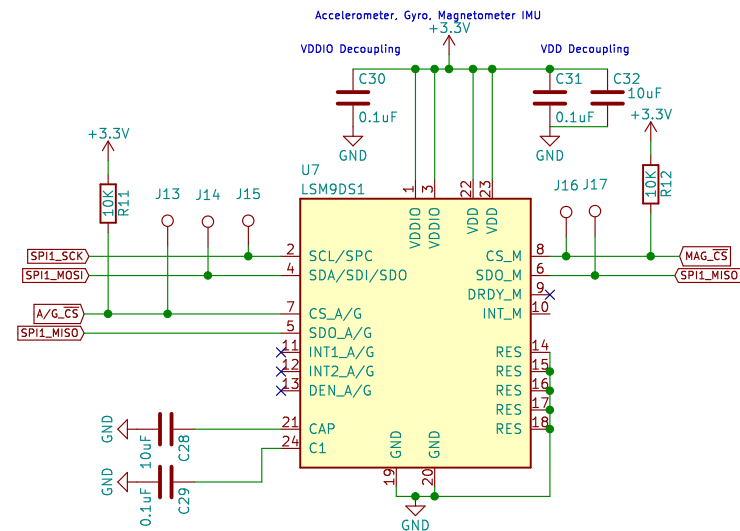 Accelerometer, Gyro, Magnetometer IMU
+3.3V
VDDIO Decoupling
VDD Decoupling
C30
0.1uF
GND
C31
0.1uF
GND
C32
10uF
+3.3V
10K
R12
+3.3V
10K
R11
J13
J14
J15
U7
LSM9DS1
J16
J17
1
VDDIO
3
VDDIO
22
VDD
23
VDD
SPI1_SCK
2
SCL/SPC
SPI1_MOSI
4
SDA/SDI/SDO
A/G_CS
7
CS_A/G
SPI1_MISO
5
SDO_A/G
11
INT1_A/G
12
INT2_A/G
13
DEN_A/G
21
CAP
24
C1
CS_M
8
MAG_CS
SDO_M
6
SPI1_MISO
DRDY_M
9
INT_M
10
RES
14
RES
15
RES
16
RES
17
RES
18
GND
10uF
C28
GND
0.1uF
C29
GND
19
GND
20
GND